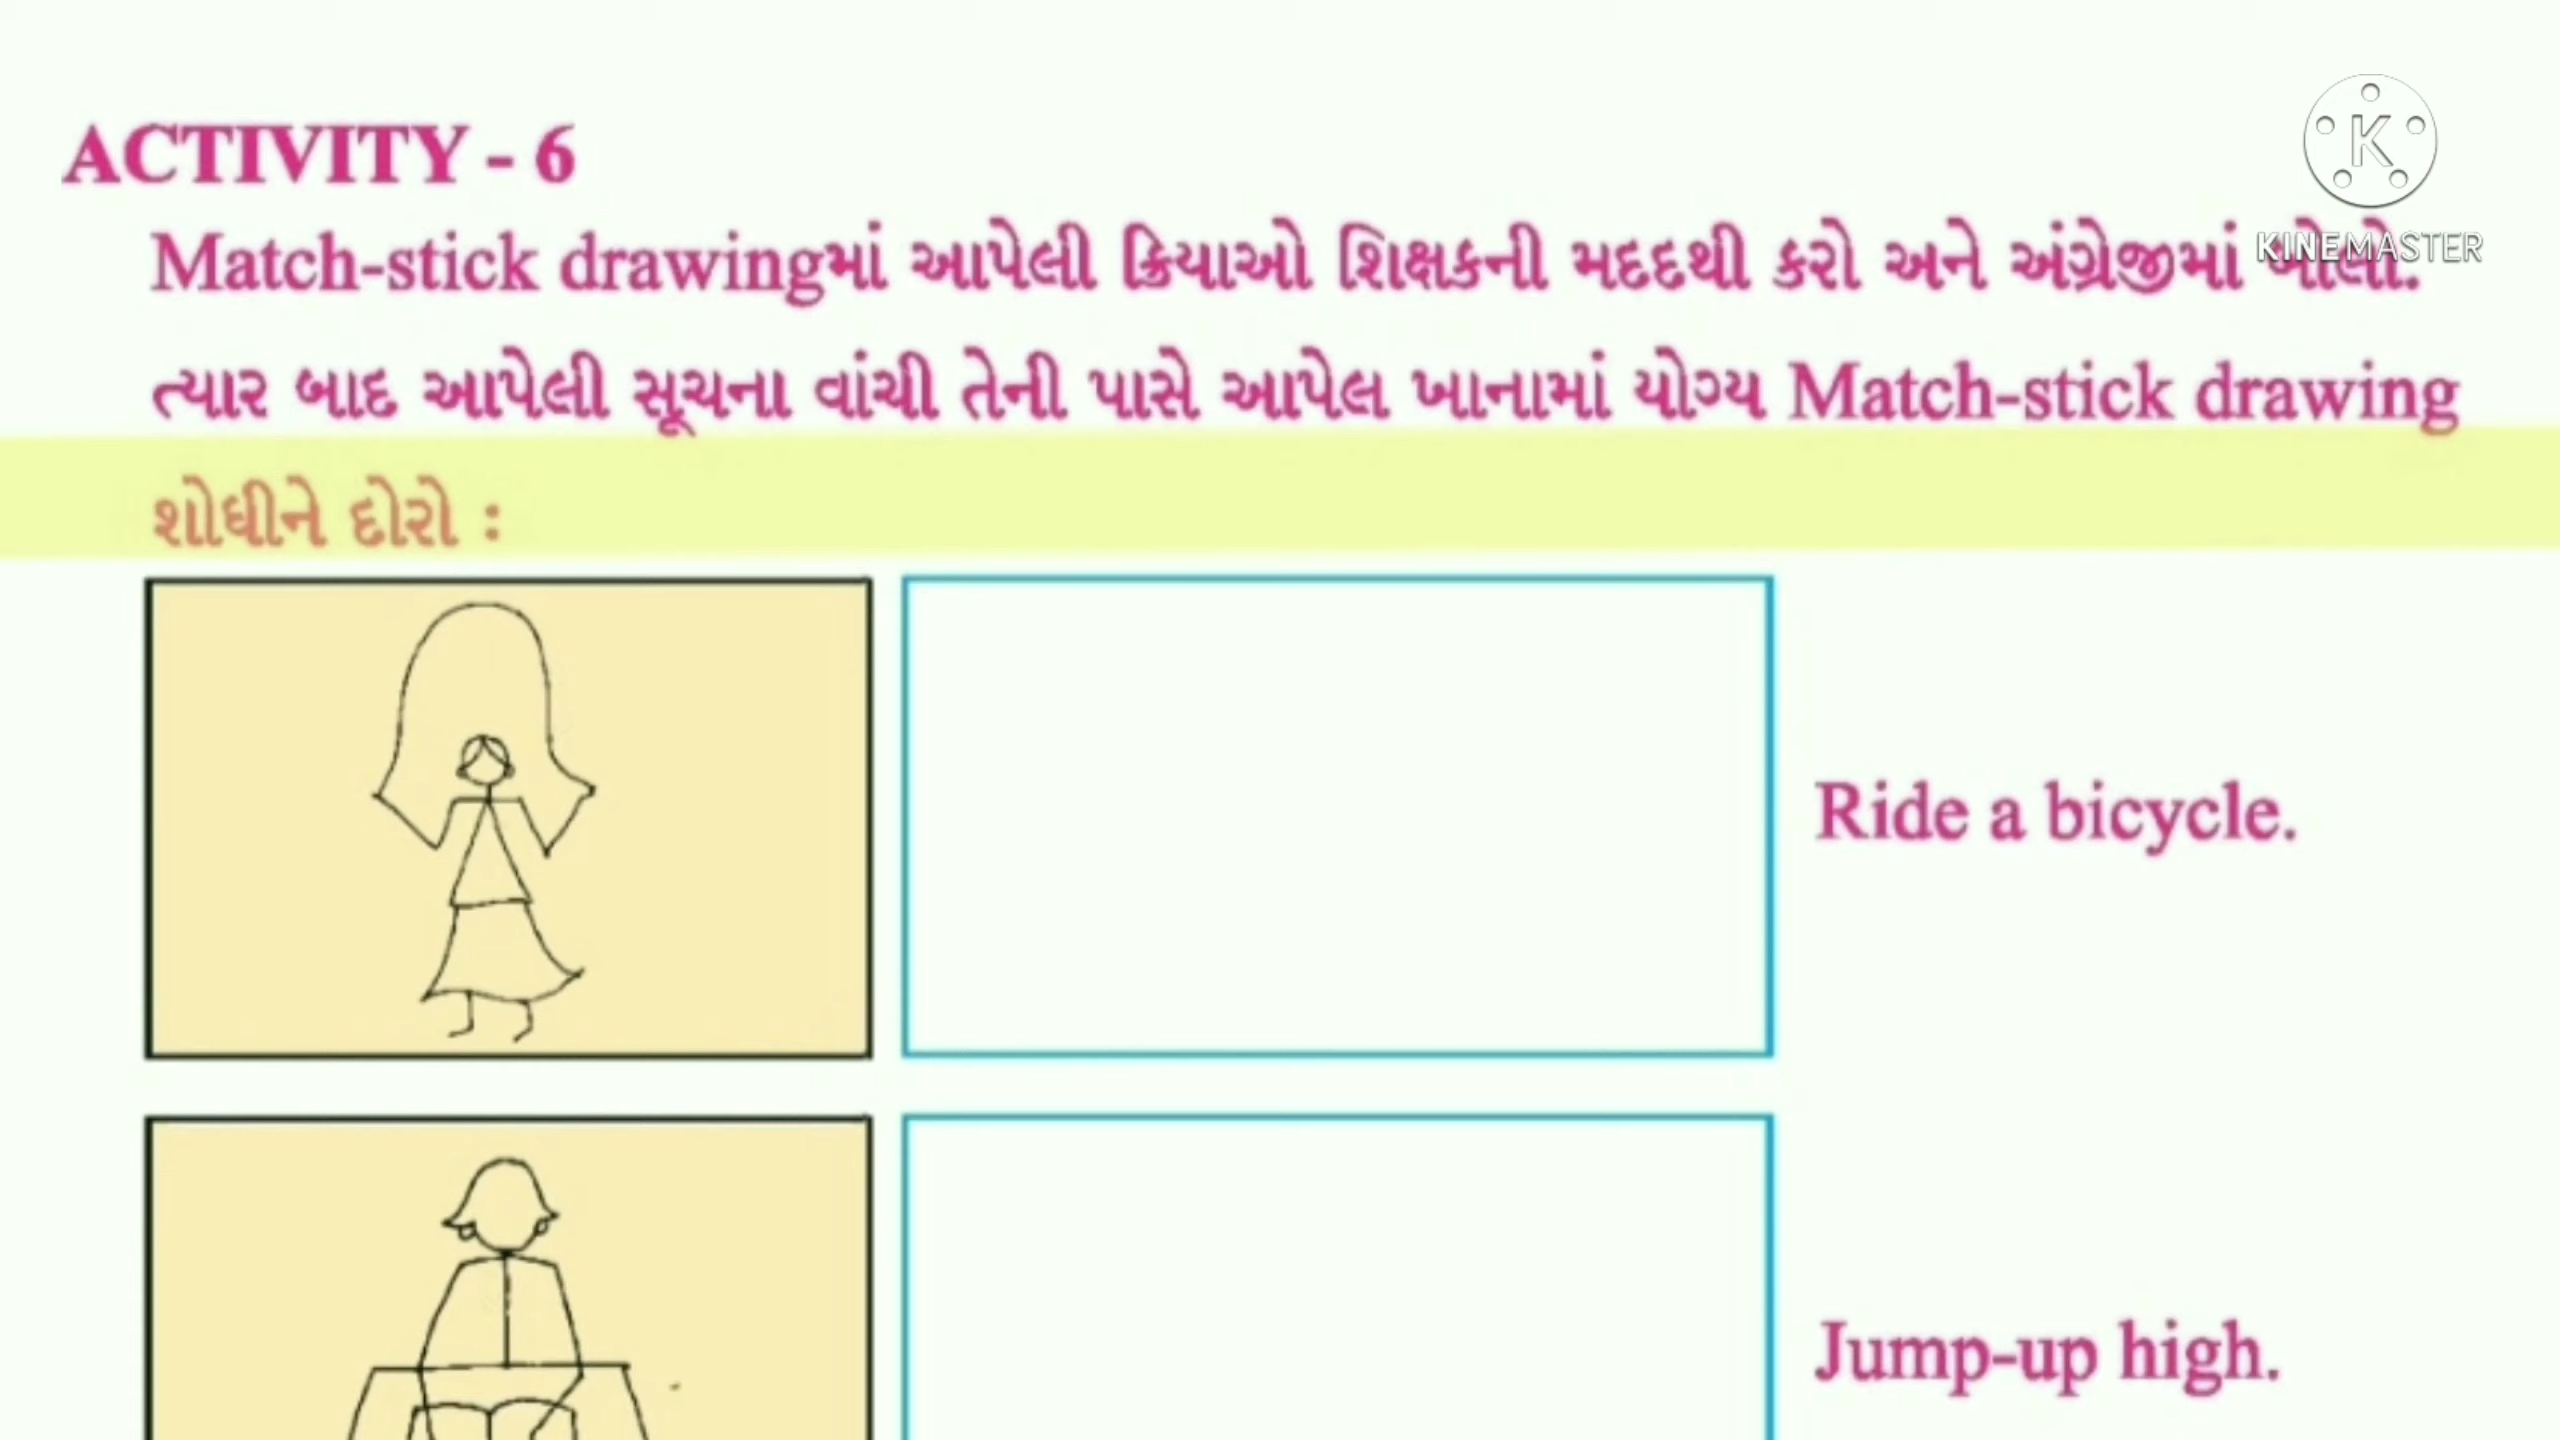 ACTIVITY - 6
K
KINEMASTER
Match-stick drawingમાં આપેલી ક્રિયાઓ શિક્ષકની મદદથી કરો અને અંગ્રેજીમાં બોલો.
ત્યાર બાદ આપેલી સૂચના વાંચી તેની પાસે આપેલ ખાનામાં યોગ્ય Match-stick drawing
શોધીને દોરો :
Ride a bicycle.
Jump-up high.